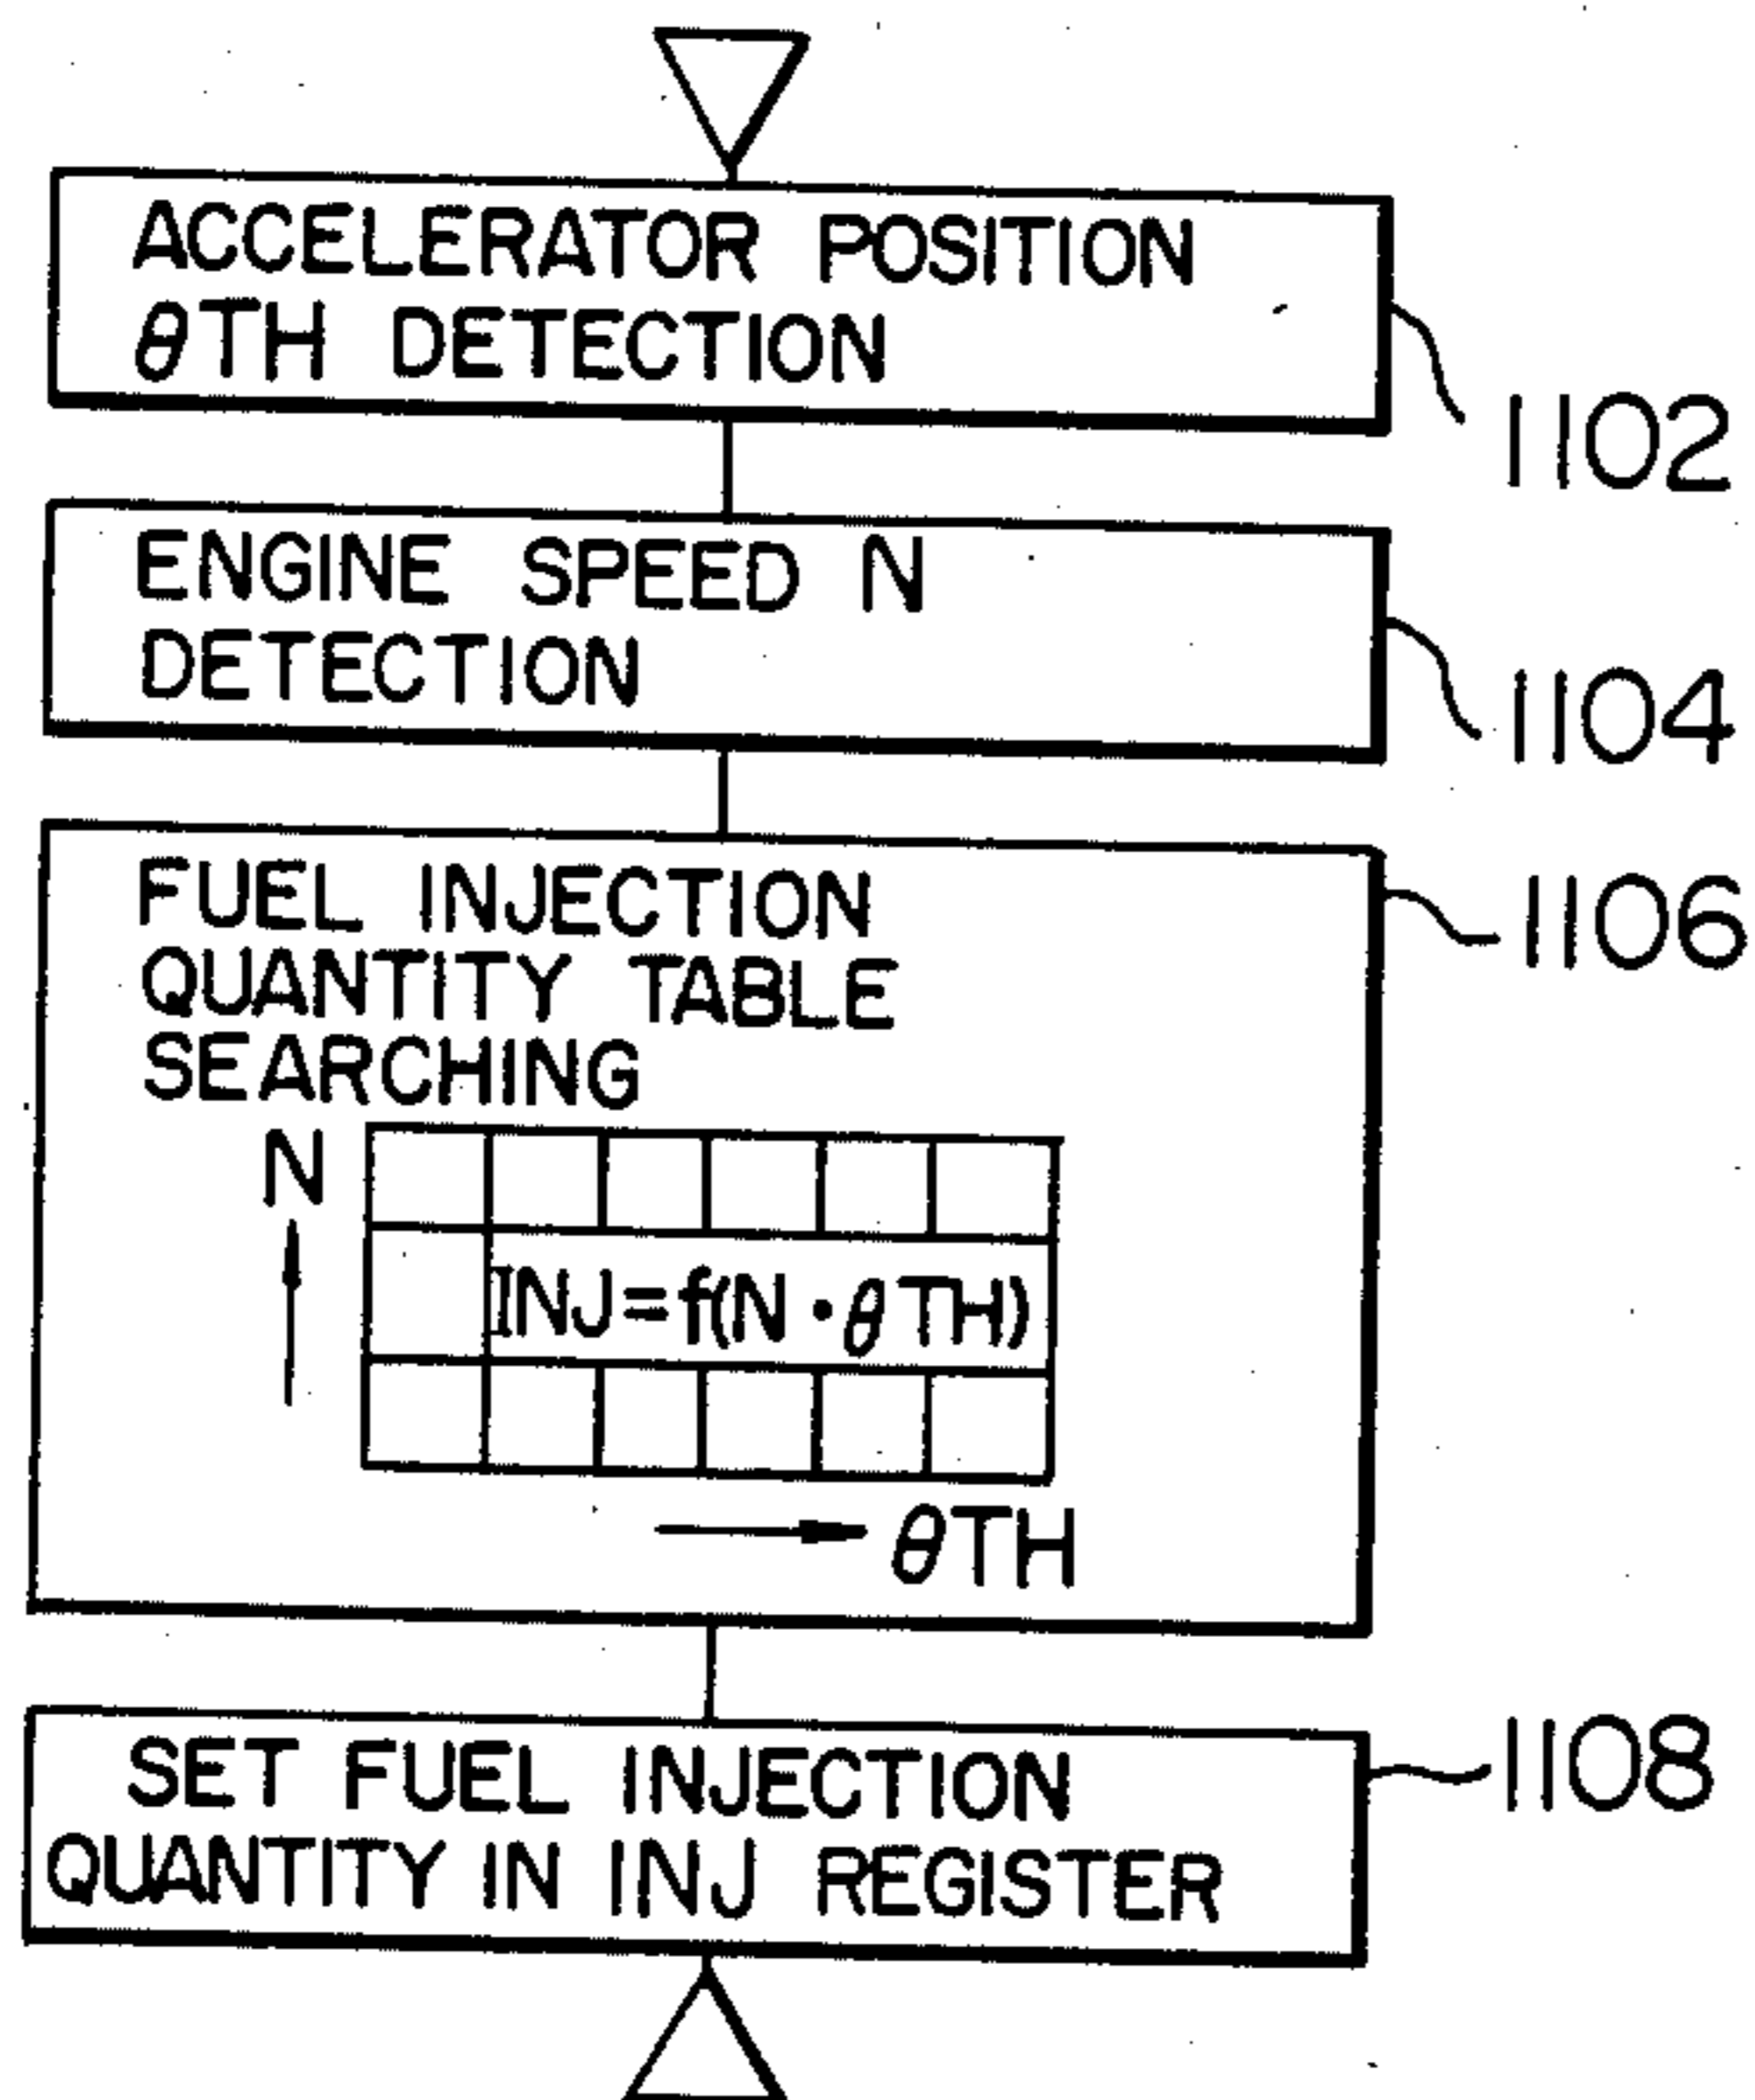 ACCELERATOR POSITION
θTH DETECTION
1102
ENGINE SPEED N
DETECTION
1104
FUEL INJECTION
QUANTITY TABLE
SEARCHING
1106
N
INJ=f(N・θTH)
θTH
SET FUEL INJECTION
QUANTITY IN INJ REGISTER
1108